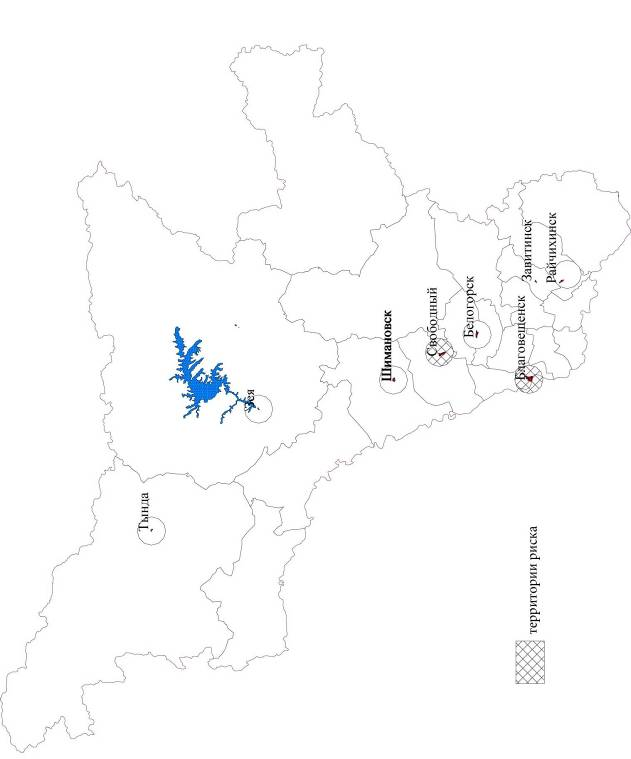 Тында
Зея
Шимановск
Свободный
Белогорск
Благовещенск
Завитинск
Райчихинск
территории риска